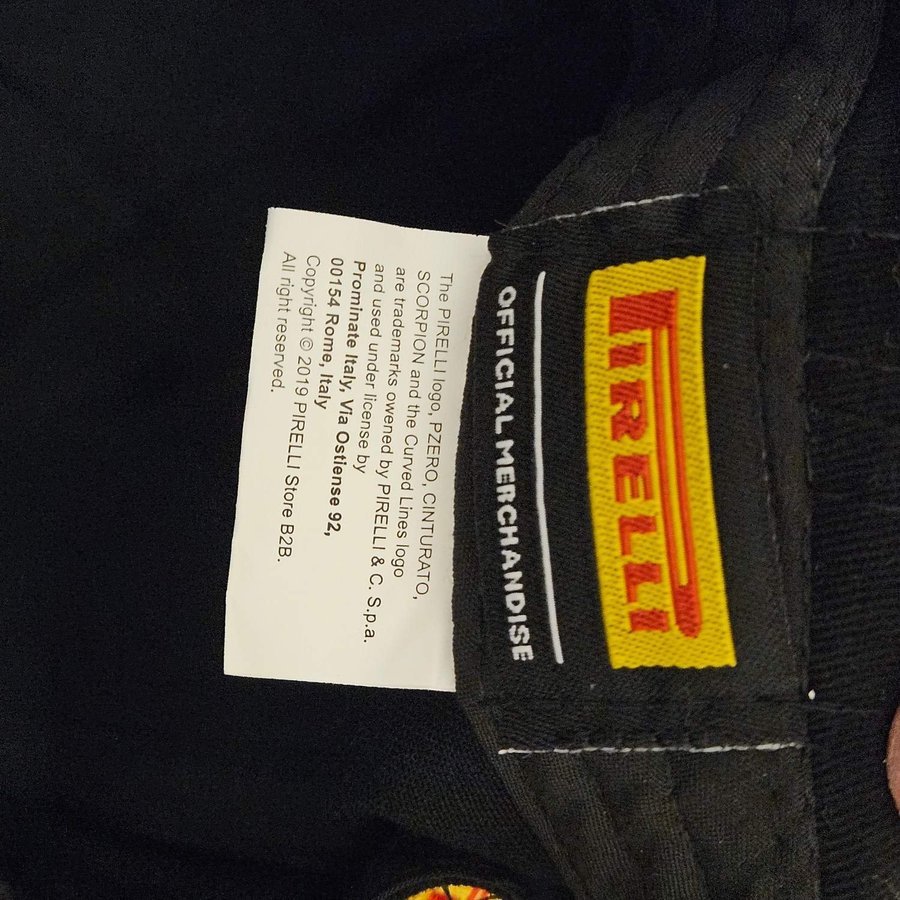 PIRELLI
OFFICIAL MERCHANDISE
The PIRELLI logo, PZERO, CINTURATO,
SCORPION and the Curved Lines logo
are trademarks owened by PIRELLI & C. S.p.a.
and used under license by
Prominate Italy, Via Ostiense 92,
00154 Rome, Italy
Copyright © 2019 PIRELLI Store B2B.
All right reserved.